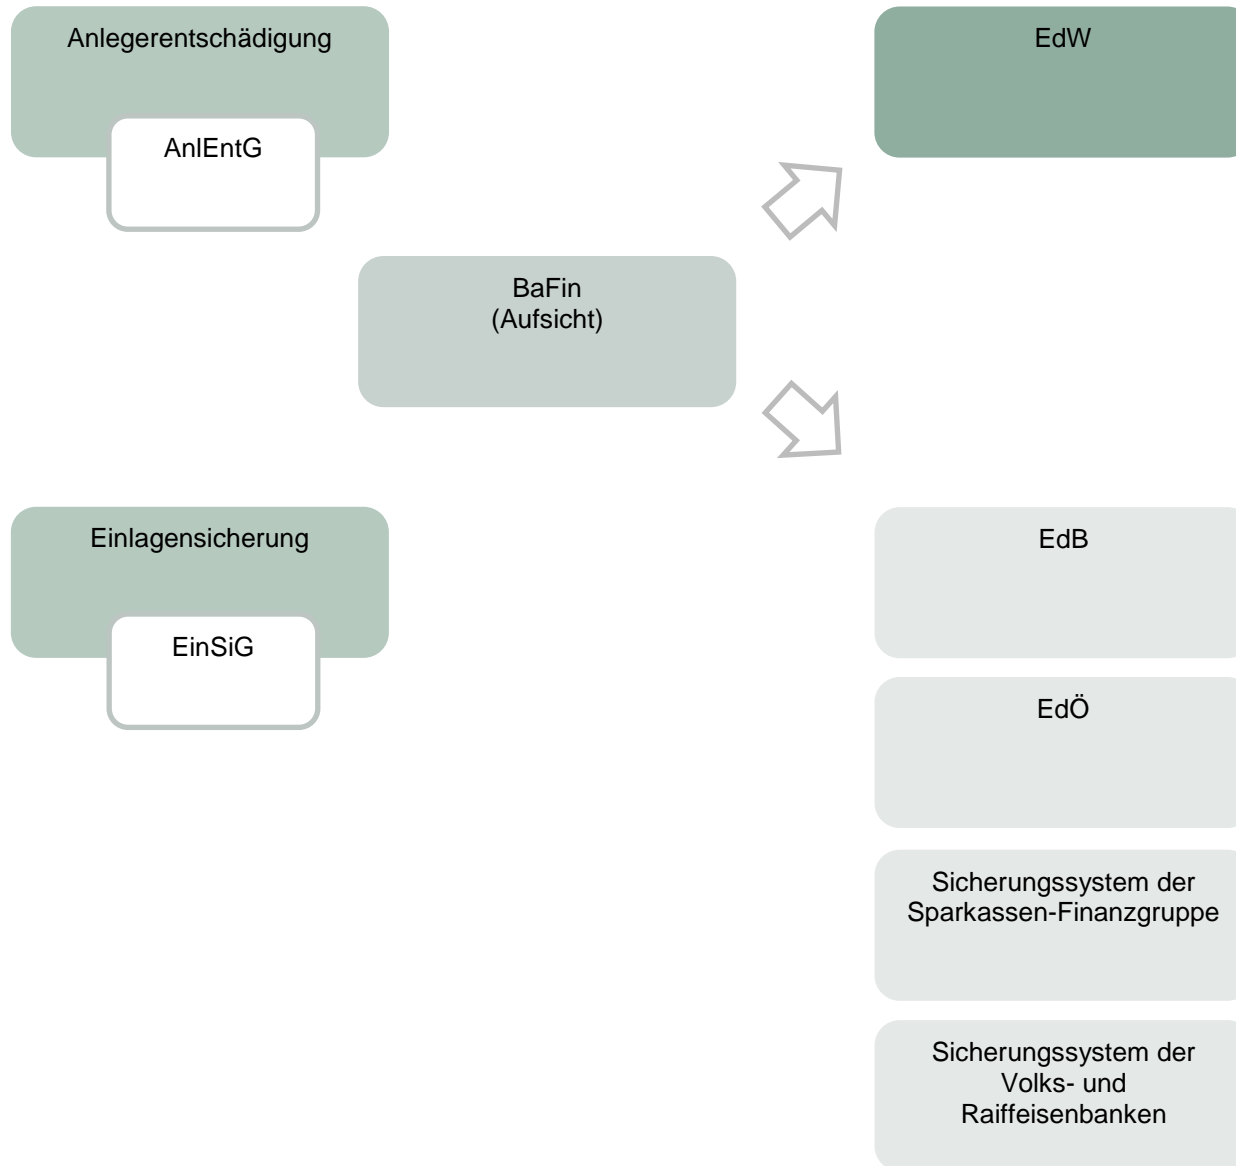 Anlegerentschädigung
AnlEntG
EdW
BaFin
(Aufsicht)
Einlagensicherung
EinSiG
EdB
EdÖ
Sicherungssystem der
Sparkassen-Finanzgruppe
Sicherungssystem der
Volks- und
Raiffeisenbanken